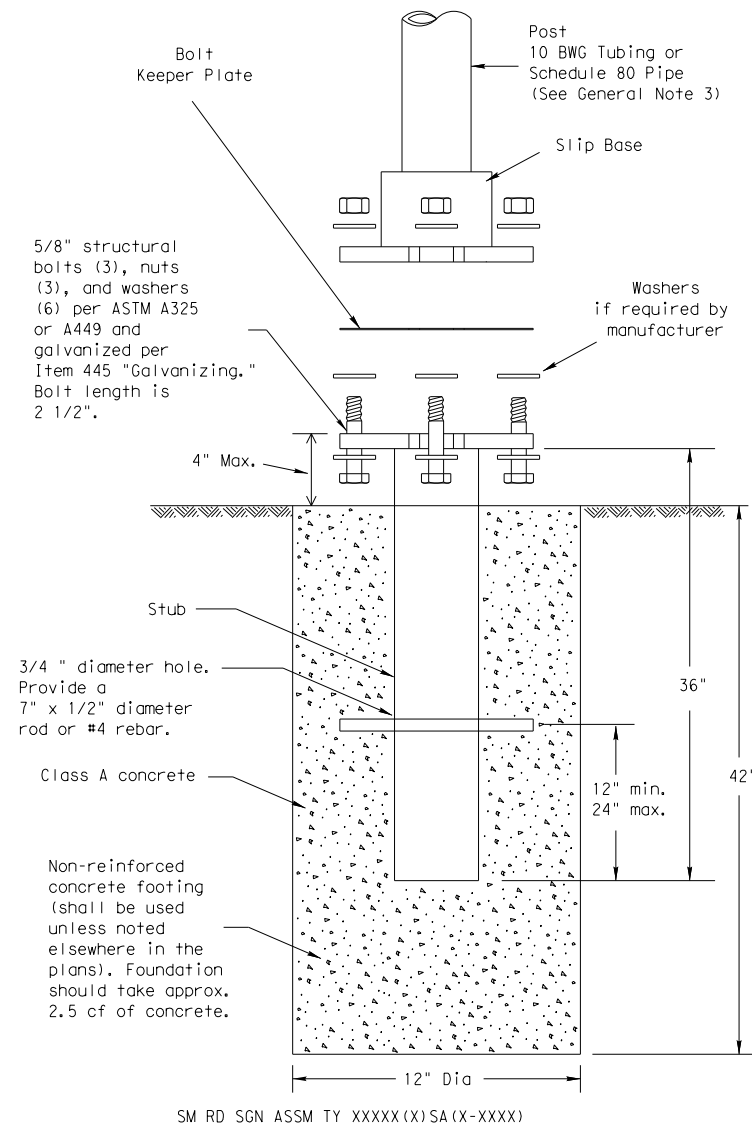 Bolt
Keeper Plate
Post
10 BWG Tubing or
Schedule 80 Pipe
(See General Note 3)
Slip Base
5/8" structural
bolts (3), nuts
(3), and washers
(6) per ASTM A325
or A449 and
galvanized per
Item 445 "Galvanizing."
Bolt length is
2 1/2".
Washers
if required by
manufacturer
4" Max.
Stub
3/4 " diameter hole.
Provide a
7" x 1/2" diameter
rod or #4 rebar.
36"
Class A concrete
12" min.
24" max.
42"
Non-reinforced
concrete footing
(shall be used
unless noted
elsewhere in the
plans). Foundation
should take approx.
2.5 cf of concrete.
12" Dia
SM RD SGN ASSM TY XXXXX(X)SA(X-XXXX)